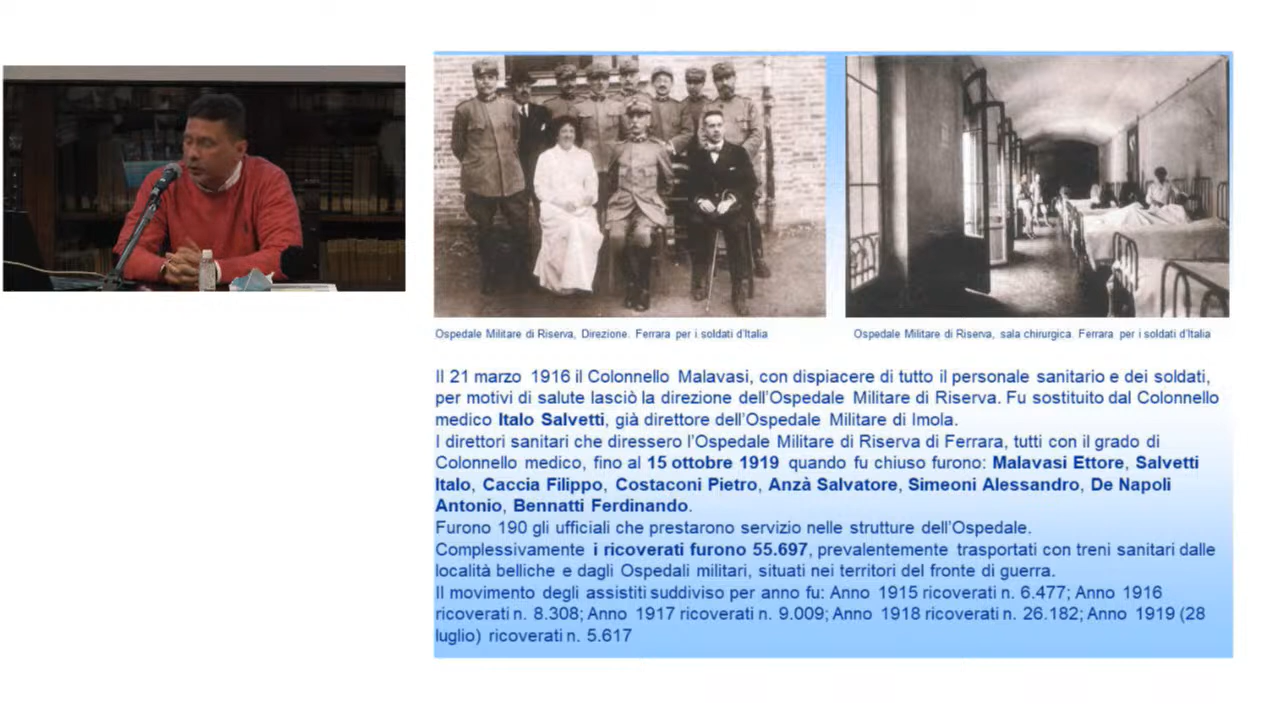 Ospedale Militare di Riserva, Direzione. Ferrara per i soldati d'Italia
Ospedale Militare di Riserva, sala chirurgica. Ferrara per i soldati d'Italia
Il 21 marzo 1916 il Colonnello Malavasi, con dispiacere di tutto il personale sanitario e dei soldati,
per motivi di salute lasciò la direzione dell'Ospedale Militare di Riserva. Fu sostituito dal Colonnello
medico Italo Salvetti, già direttore dell'Ospedale Militare di Imola.
I direttori sanitari che diressero l'Ospedale Militare di Riserva di Ferrara, tutti con il grado di
Colonnello medico, fino al 15 ottobre 1919 quando fu chiuso furono: Malavasi Ettore, Salvetti
Italo, Caccia Filippo, Costaconi Pietro, Anzà Salvatore, Simeoni Alessandro, De Napoli
Antonio, Bennatti Ferdinando.
Furono 190 gli ufficiali che prestarono servizio nelle strutture dell'Ospedale.
Complessivamente i ricoverati furono 55.697, prevalentemente trasportati con treni sanitari dalle
località belliche e dagli Ospedali militari, situati nei territori del fronte di guerra.
Il movimento degli assistiti suddiviso per anno fu: Anno 1915 ricoverati n. 6.477; Anno 1916
ricoverati n. 8.308; Anno 1917 ricoverati n. 9.009; Anno 1918 ricoverati n. 26.182; Anno 1919 (28
luglio) ricoverati n. 5.617